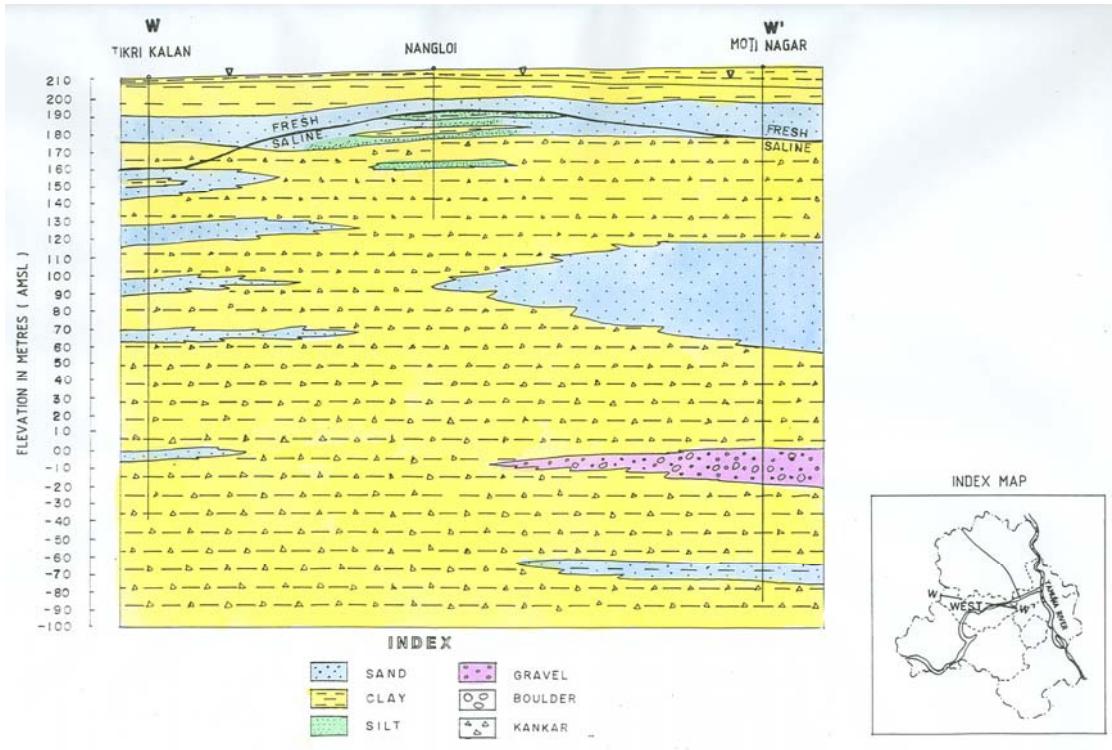 W
W'
TIKRI KALAN
NANGLOI
MOTI NAGAR
ELEVATION IN METRES ( AMSL )
210
200
190
180
170
160
150
140
130
120
110
100
90
80
70
60
50
40
30
20
10
00
-10
-20
-30
-40
-50
-60
-70
-80
-90
-100
FRESH
SALINE
FRESH
SALINE
INDEX
SAND
CLAY
SILT
GRAVEL
BOULDER
KANKAR
INDEX MAP
W
WEST
W'
YAMUNA RIVER